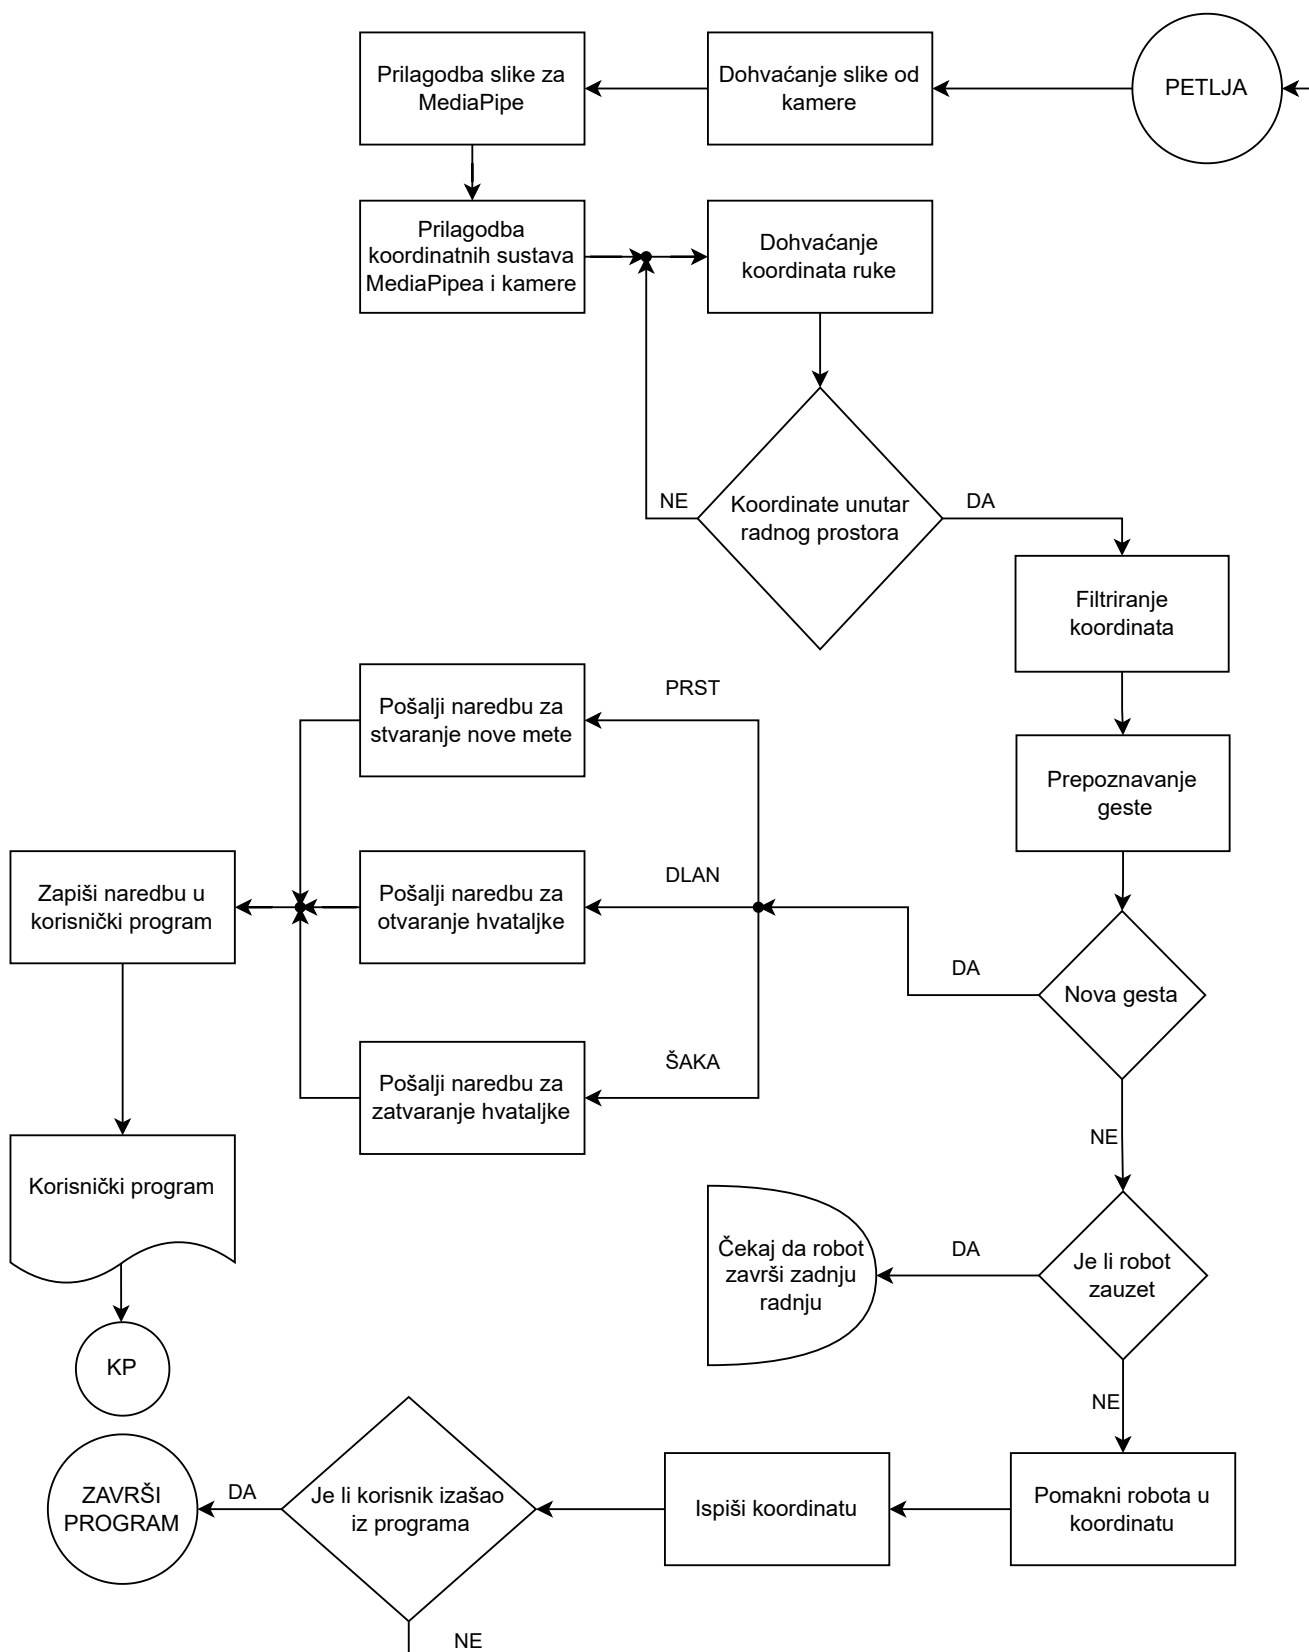 Prilagodba slike za
MediaPipe
Dohvaćanje slike od
kamere
PETLJA
Prilagodba
koordinatnih sustava
MediaPipea i kamere
Dohvaćanje
koordinata ruke
NE
Koordinate unutar
radnog prostora
DA
Filtriranje
koordinata
Pošalji naredbu za
stvaranje nove mete
PRST
Prepoznavanje
geste
Zapiši naredbu u
korisnički program
Pošalji naredbu za
otvaranje hvataljke
DLAN
DA
Nova gesta
Pošalji naredbu za
zatvaranje hvataljke
ŠAKA
NE
Korisnički program
Čekaj da robot
završi zadnju
radnju
DA
Je li robot
zauzet
KP
NE
ZAVRŠI
PROGRAM
DA
Je li korisnik izašao
iz programa
Ispiši koordinatu
Pomakni robota u
koordinatu
NE